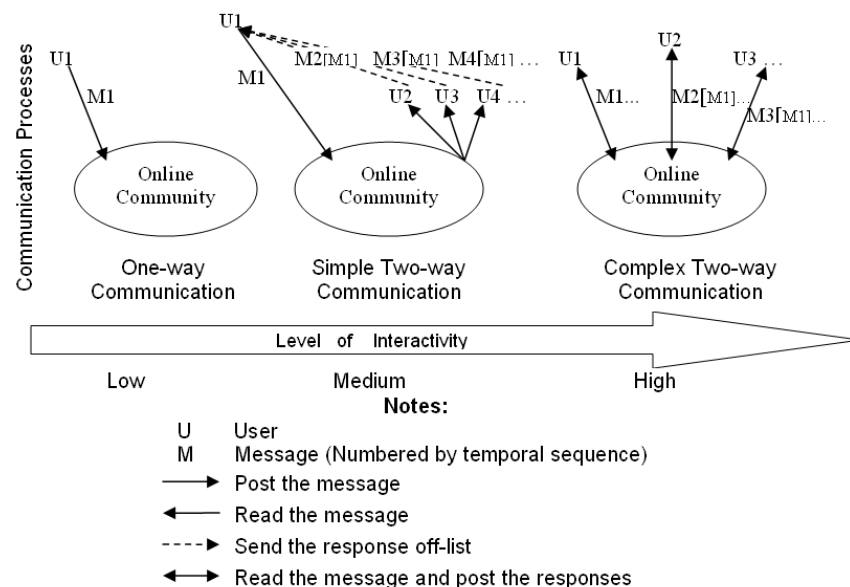 Communication Processes
U1
M1
Online
Community
One-way
Communication
U1
M1
M2[M1] M3[M1] M4[M1] ...
U2 U3 U4 ...
Online
Community
Simple Two-way
Communication
U1
U2
U3 ...
M1...
M2[M1]...
M3[M1]...
Online
Community
Complex Two-way
Communication
Level of Interactivity
Low Medium High
Notes:
U User
M Message (Numbered by temporal sequence)
Post the message
Read the message
Send the response off-list
Read the message and post the responses